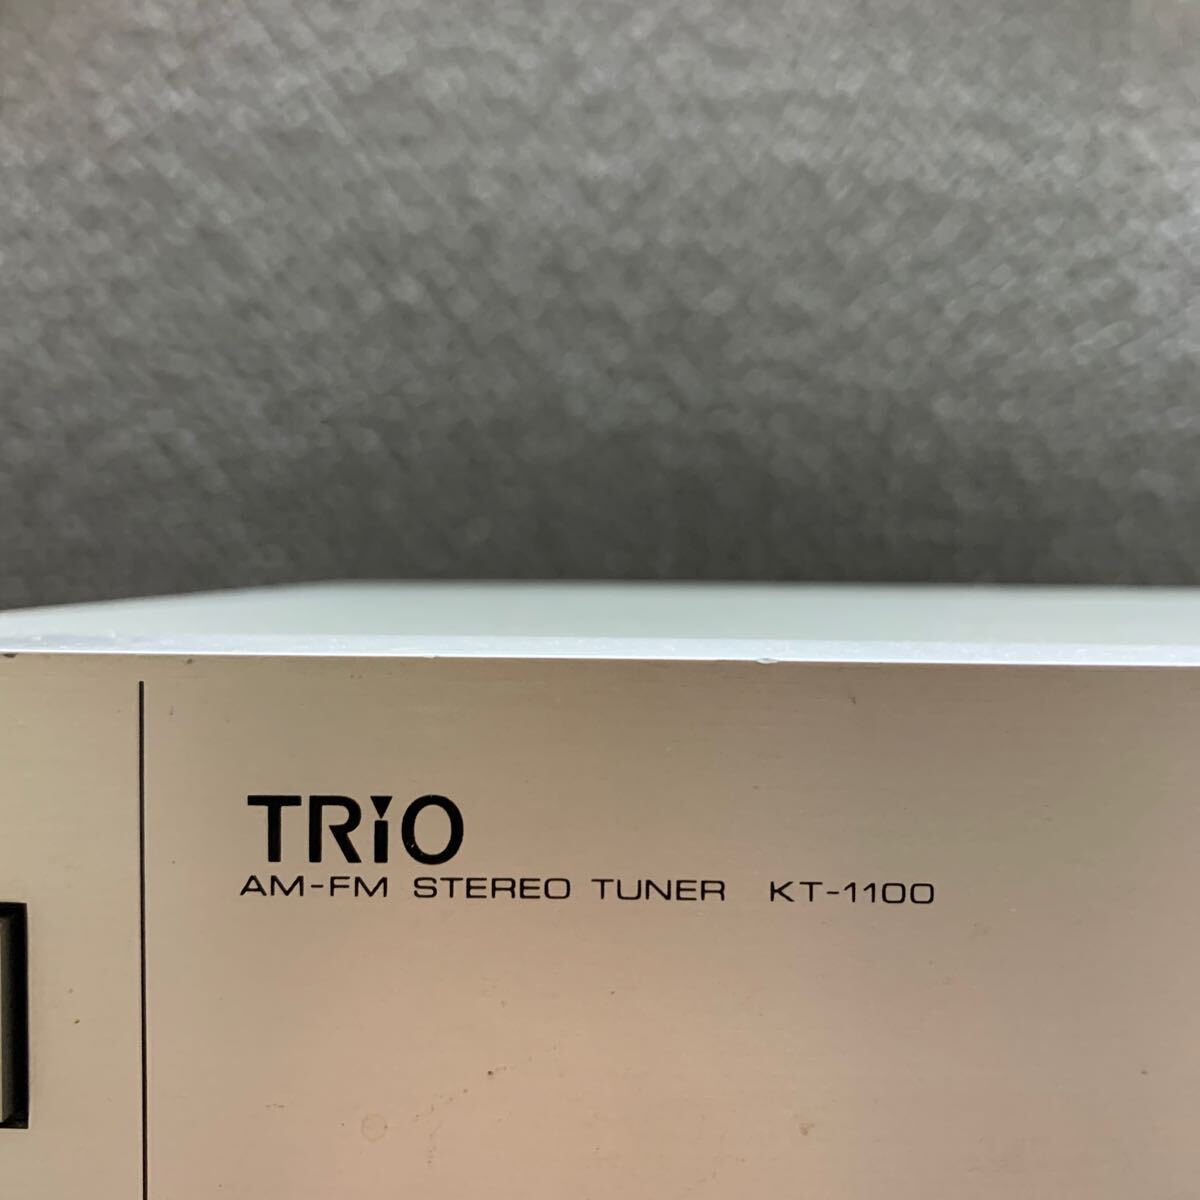 TRiO
AM-FM STEREO TUNER KT-1100